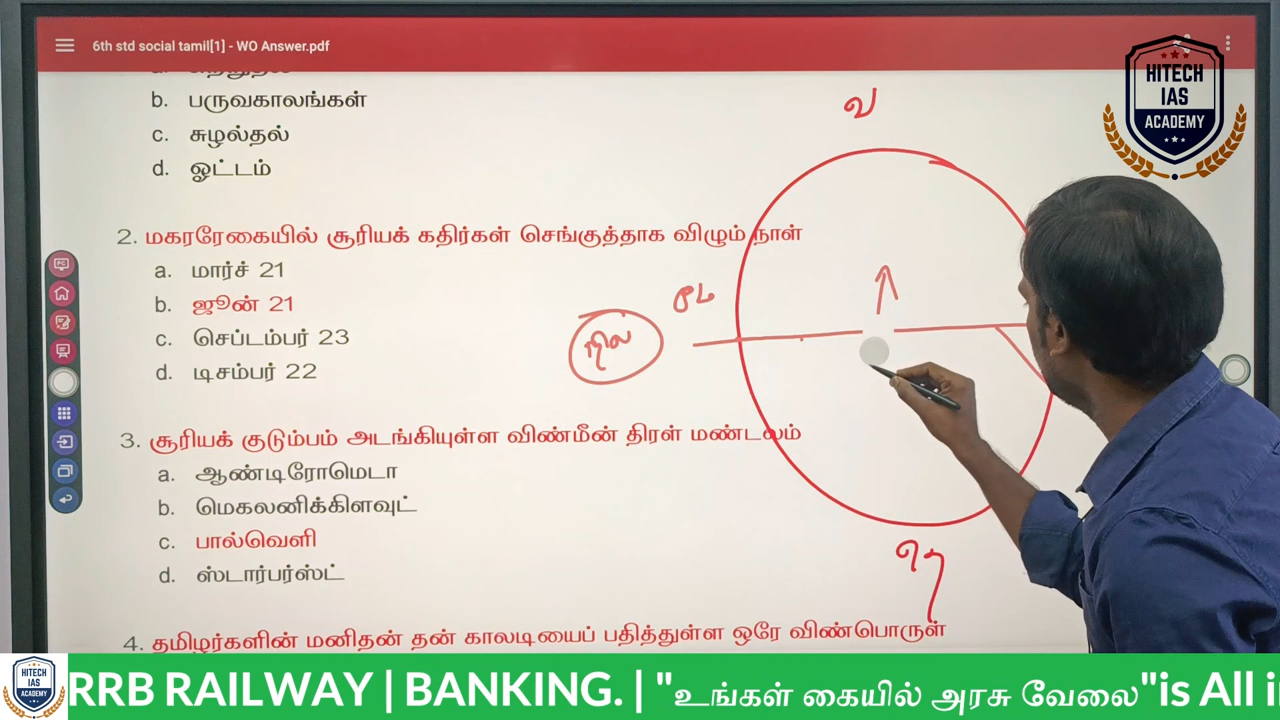 6th std social tamil[1] - WO Answer.pdf
HITECH
IAS
ACADEMY
b. பருவகாலங்கள்
c. சுழல்தல்
d. ஓட்டம்
வ
2. மகரரேகையில் சூரியக் கதிர்கள் செங்குத்தாக விழும் நாள்
a. மார்ச் 21
b. ஜூன் 21
c. செப்டம்பர் 23
d. டிசம்பர் 22
நில
3. சூரியக் குடும்பம் அடங்கியுள்ள விண்மீன் திரள் மண்டலம்
a. ஆண்டிரோமெடா
b. மெகலனிக்கிளவுட்
c. பால்வெளி
d. ஸ்டார்பர்ஸ்ட்
தெ
4. தமிழர்களின் மனிதன் தன் காலடியைப் பதித்துள்ள ஒரே விண்பொருள்
HITECH
IAS
ACADEMY
RRB RAILWAY | BANKING. | "உங்கள் கையில் அரசு வேலை"is All i